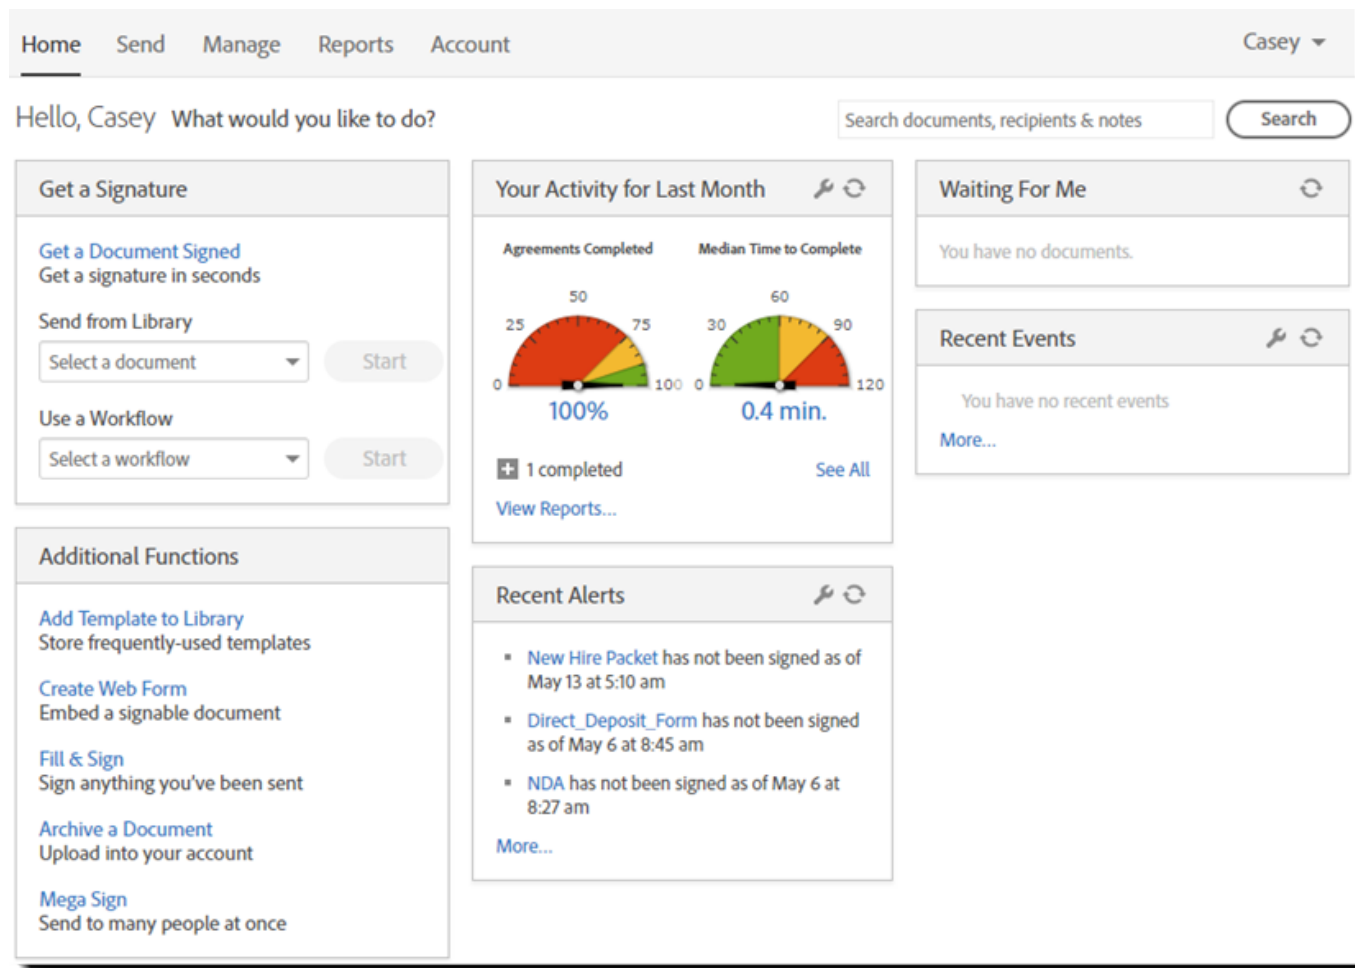 Home Send Manage Reports Account Casey
Hello, Casey What would you like to do?
Search documents, recipients & notes Search
Get a Signature
Get a Document Signed
Get a signature in seconds
Send from Library
Select a document Start
Use a Workflow
Select a workflow Start
Additional Functions
Add Template to Library
Store frequently-used templates
Create Web Form
Embed a signable document
Fill & Sign
Sign anything you've been sent
Archive a Document
Upload into your account
Mega Sign
Send to many people at once
Your Activity for Last Month
Agreements Completed
0 25 50 75 100
100%
Median Time to Complete
0 30 60 90 120
0.4 min.
1 completed See All
View Reports...
Recent Alerts
New Hire Packet has not been signed as of
May 13 at 5:10 am
Direct_Deposit_Form has not been signed
as of May 6 at 8:45 am
NDA has not been signed as of May 6 at
8:27 am
More...
Waiting For Me
You have no documents.
Recent Events
You have no recent events
More...